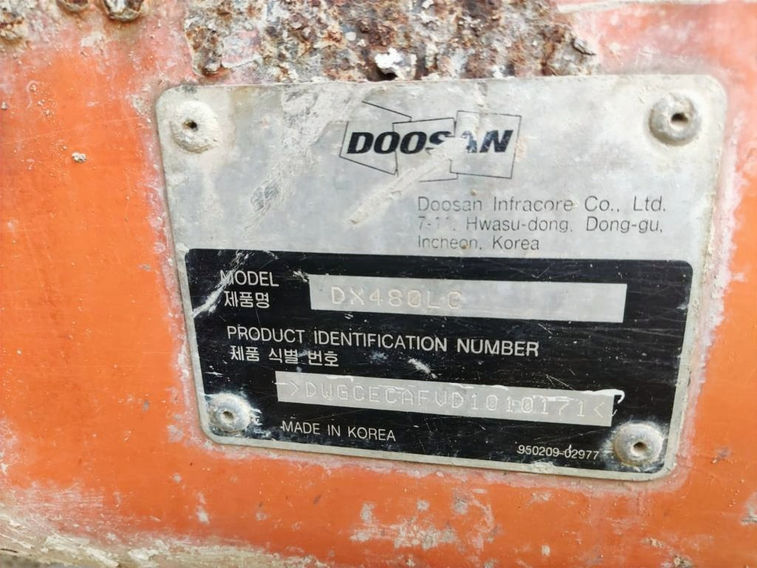 DOOSAN
Doosan Infracore Co., Ltd.
7-11, Hwasu-dong, Dong-gu,
Incheon, Korea
MODEL
제품명
DX480LC
PRODUCT IDENTIFICATION NUMBER
제품 식별 번호
>DWGCECAFVD1010171<
MADE IN KOREA
950209-02977